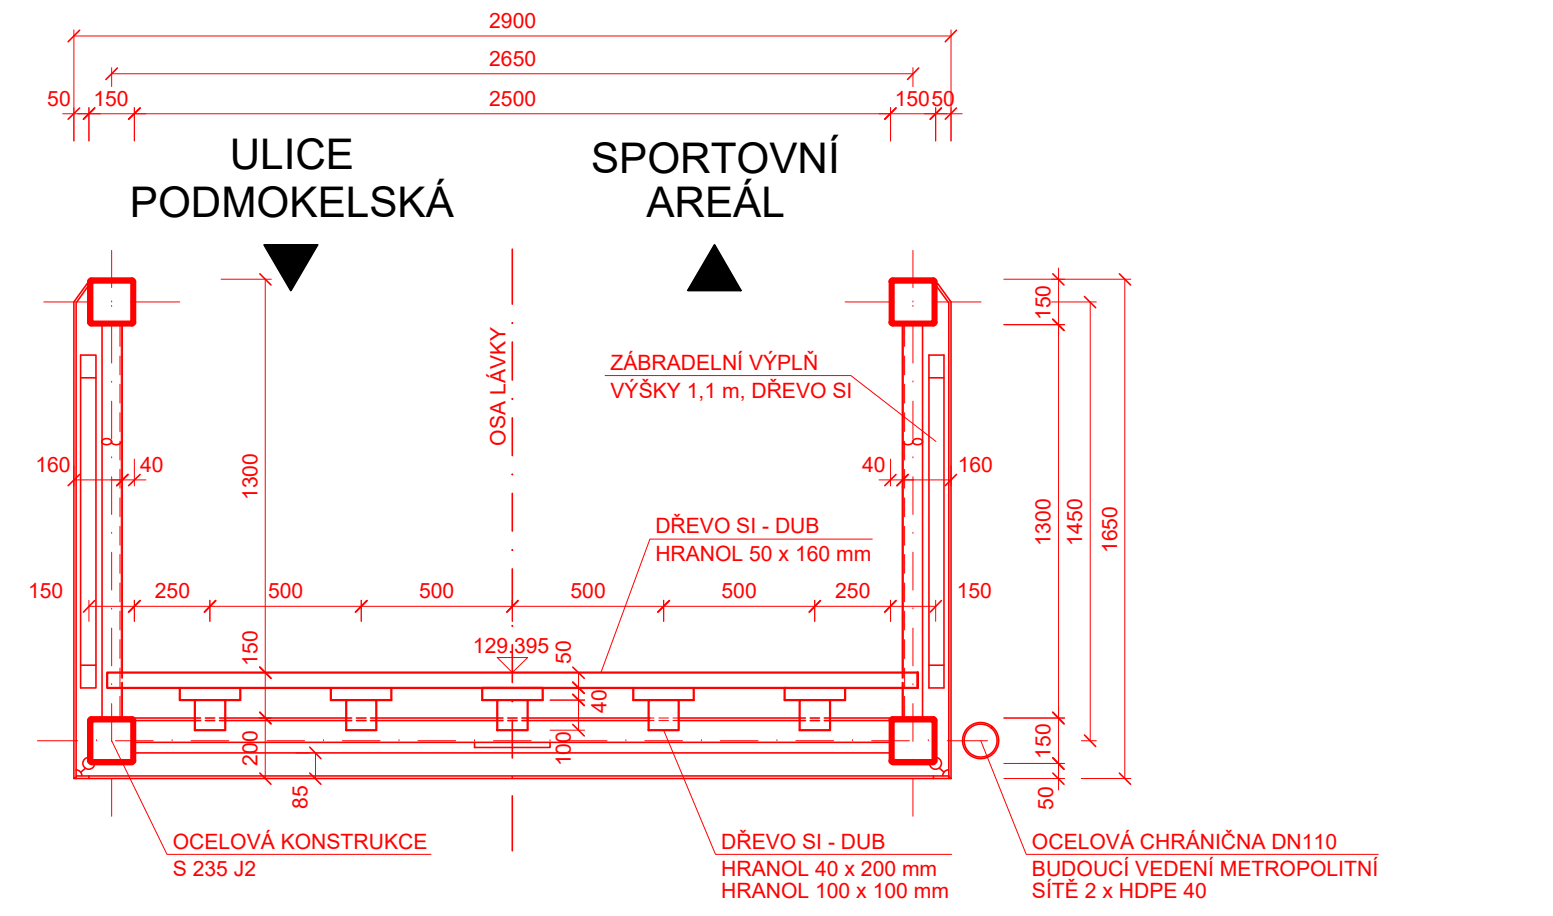 2900
2650
50 150 2500 150 50
ULICE
PODMOKELSKÁ
SPORTOVNÍ
AREÁL
OSA LÁVKY
ZÁBRADELNÍ VÝPLŇ
VÝŠKY 1,1 m, DŘEVO SI
150
160 40 1300 40 160 1300 1450 1650
DŘEVO SI - DUB
HRANOL 50 x 160 mm
150 250 500 500 500 500 250 150
150 129,395 50
40
200 100 150
85 50
OCELOVÁ KONSTRUKCE
S 235 J2
DŘEVO SI - DUB
HRANOL 40 x 200 mm
HRANOL 100 x 100 mm
OCELOVÁ CHRÁNIČNA DN110
BUDOUCÍ VEDENÍ METROPOLITNÍ
SÍTĚ 2 x HDPE 40